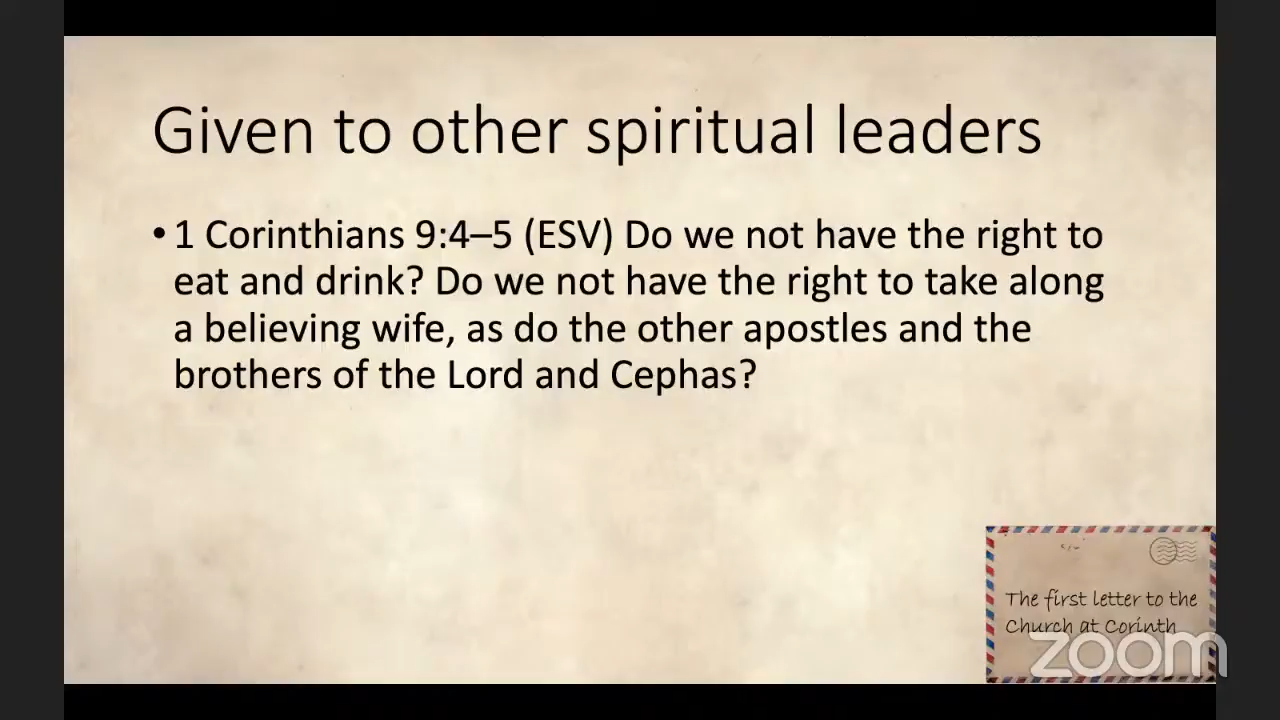 Given to other spiritual leaders
• 1 Corinthians 9:4–5 (ESV) Do we not have the right to
eat and drink? Do we not have the right to take along
a believing wife, as do the other apostles and the
brothers of the Lord and Cephas?
The first letter to the
Church at Corinth
zoom